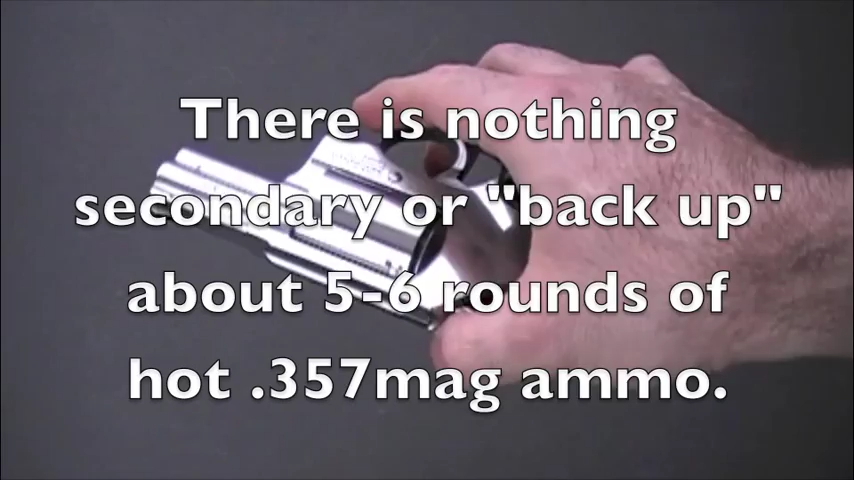 There is nothing
secondary or "back up"
about 5-6 rounds of
hot .357mag ammo.